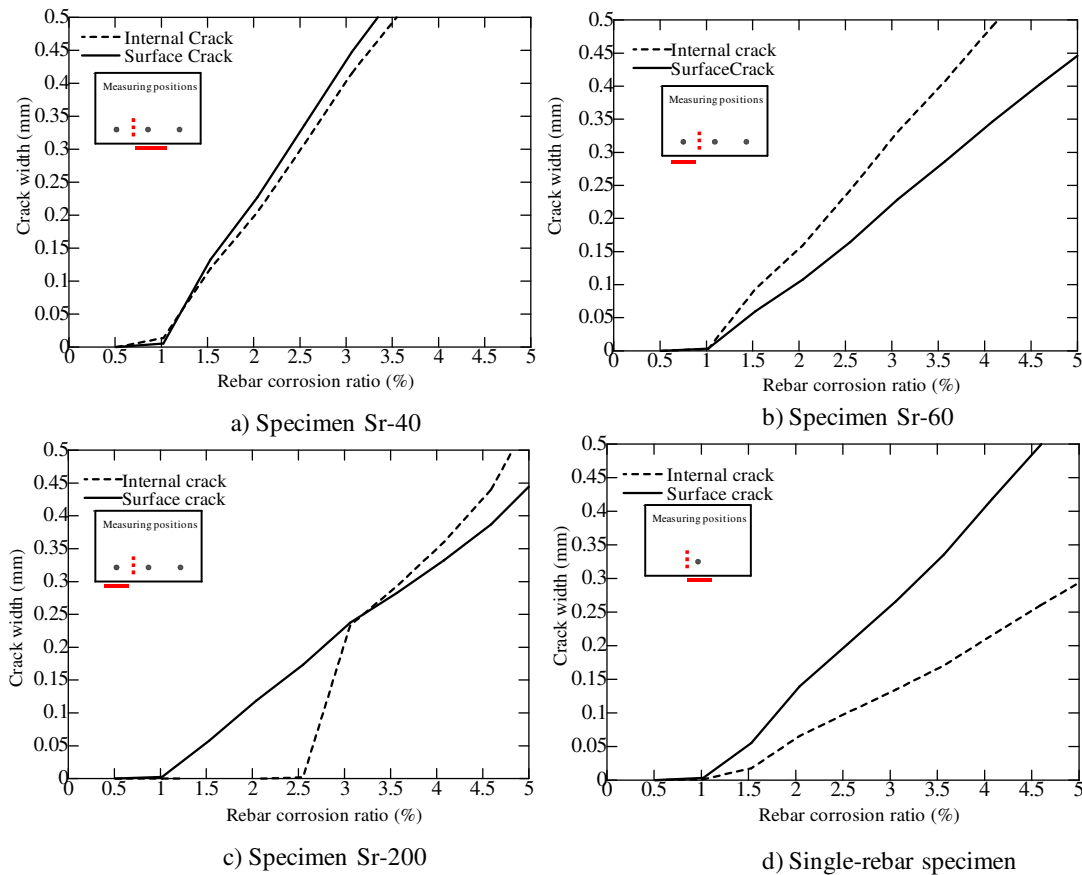 0.5
0.45
0.4
0.35
0.3
0.25
0.2
0.15
0.1
0.05
0
Crack width (mm)
Internal Crack
Surface Crack
Measuring positions
0 0.5 1 1.5 2 2.5 3 3.5 4 4.5 5
Rebar corrosion ratio (%)
a) Specimen Sr-40
0.5
0.45
0.4
0.35
0.3
0.25
0.2
0.15
0.1
0.05
0
Crack width (mm)
Internal crack
SurfaceCrack
Measuring positions
0 0.5 1 1.5 2 2.5 3 3.5 4 4.5 5
Rebar corrosion ratio (%)
b) Specimen Sr-60
0.5
0.45
0.4
0.35
0.3
0.25
0.2
0.15
0.1
0.05
0
Crack width (mm)
Internal crack
Surface crack
Measuring positions
0 0.5 1 1.5 2 2.5 3 3.5 4 4.5 5
Rebar corrosion ratio (%)
c) Specimen Sr-200
0.5
0.45
0.4
0.35
0.3
0.25
0.2
0.15
0.1
0.05
0
Crack width (mm)
Internal crack
Surface crack
Measuring positions
0 0.5 1 1.5 2 2.5 3 3.5 4 4.5 5
Rebar corrosion ratio (%)
d) Single-rebar specimen